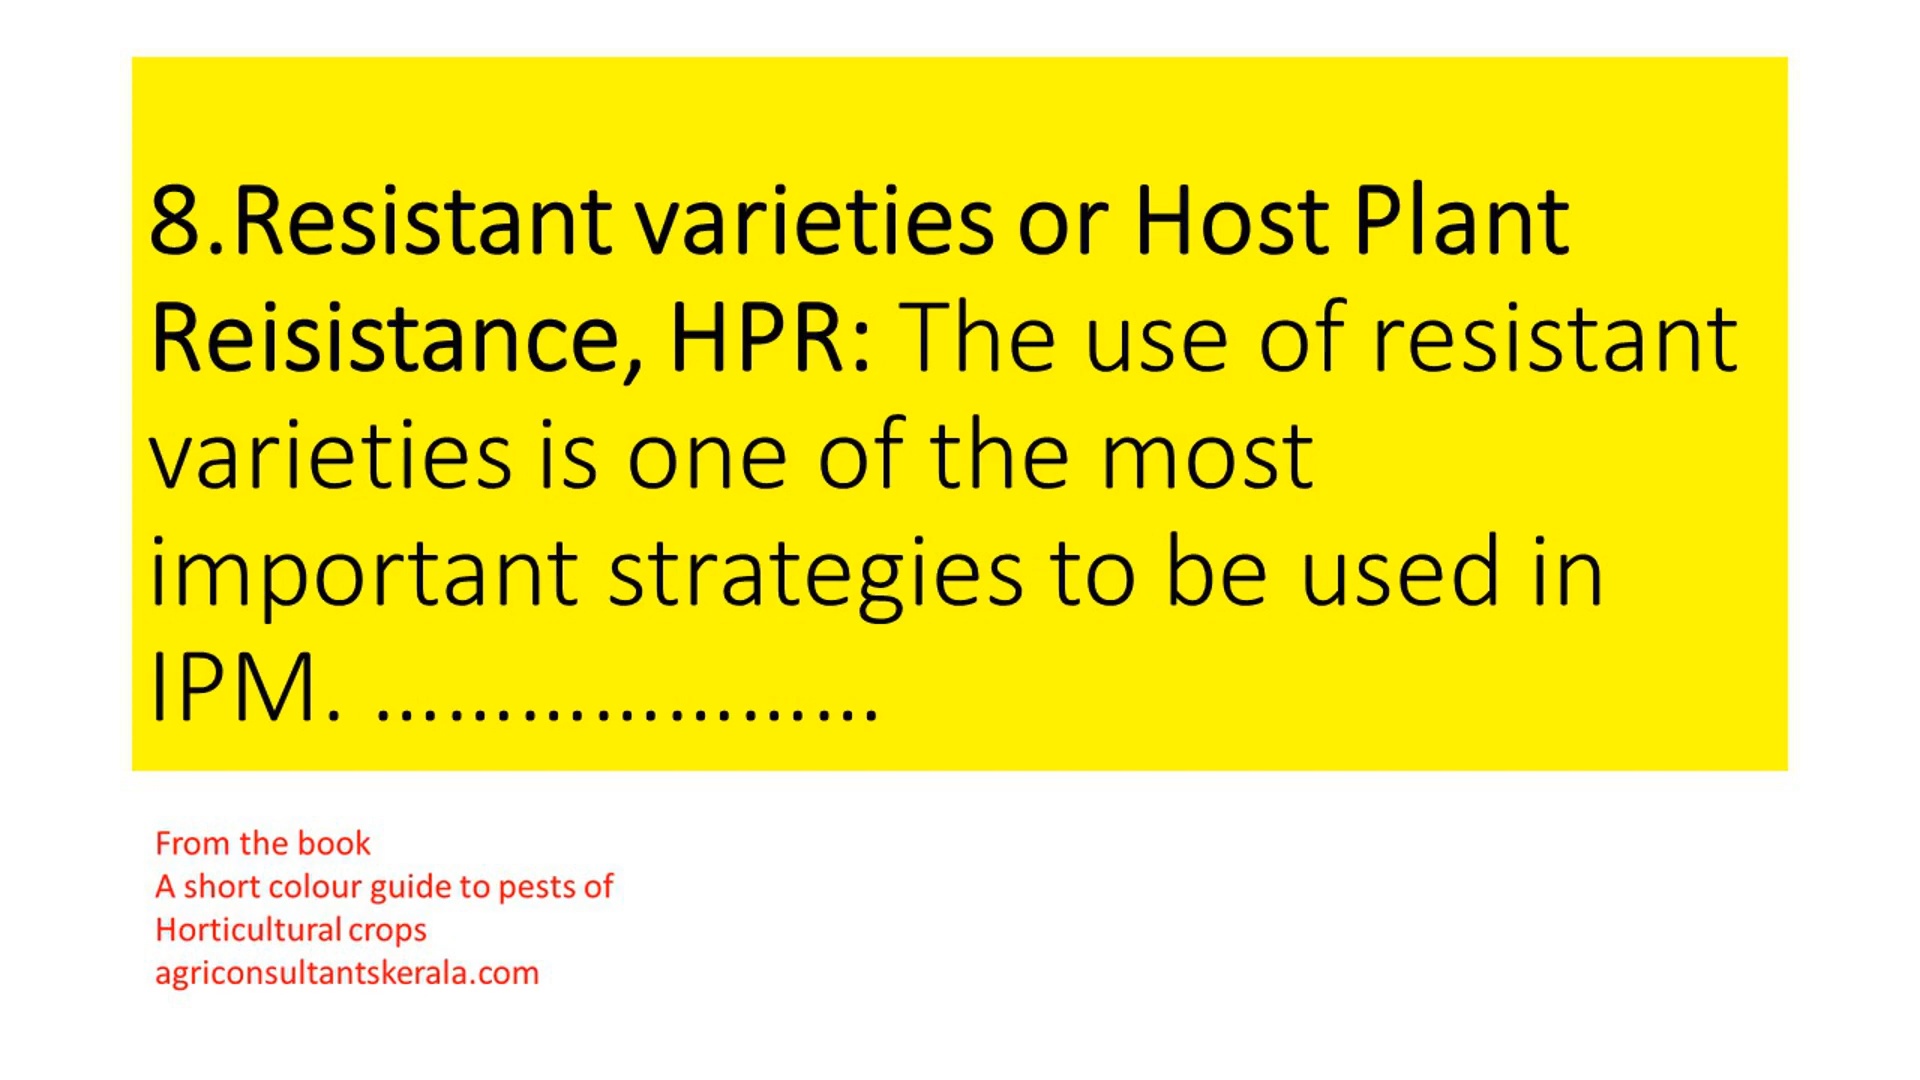 8.Resistant varieties or Host Plant
Reisistance, HPR: The use of resistant
varieties is one of the most
important strategies to be used in
IPM. …………………
From the book
A short colour guide to pests of
Horticultural crops
agriconsultantskerala.com